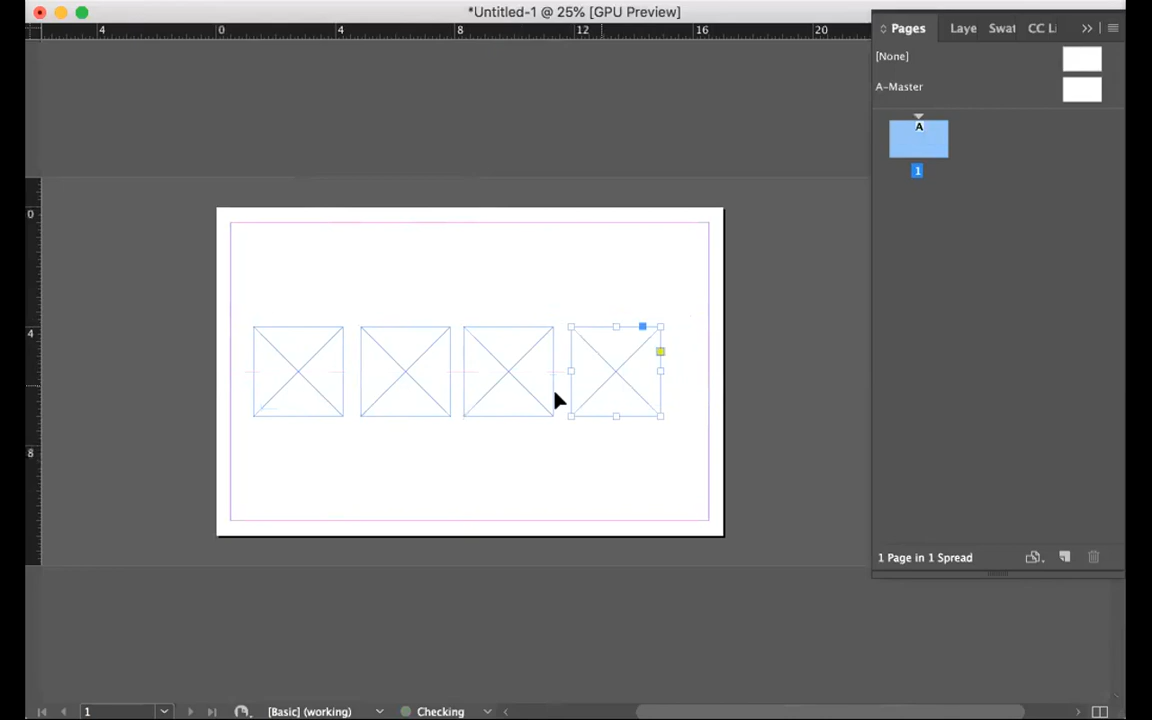 *Untitled-1 @ 25% [GPU Preview]
4 0 4 8 12 16 20
0
4
8
Pages Laye Swat CC Li
[None]
A-Master
A
1
1 Page in 1 Spread
1 [Basic] (working) Checking